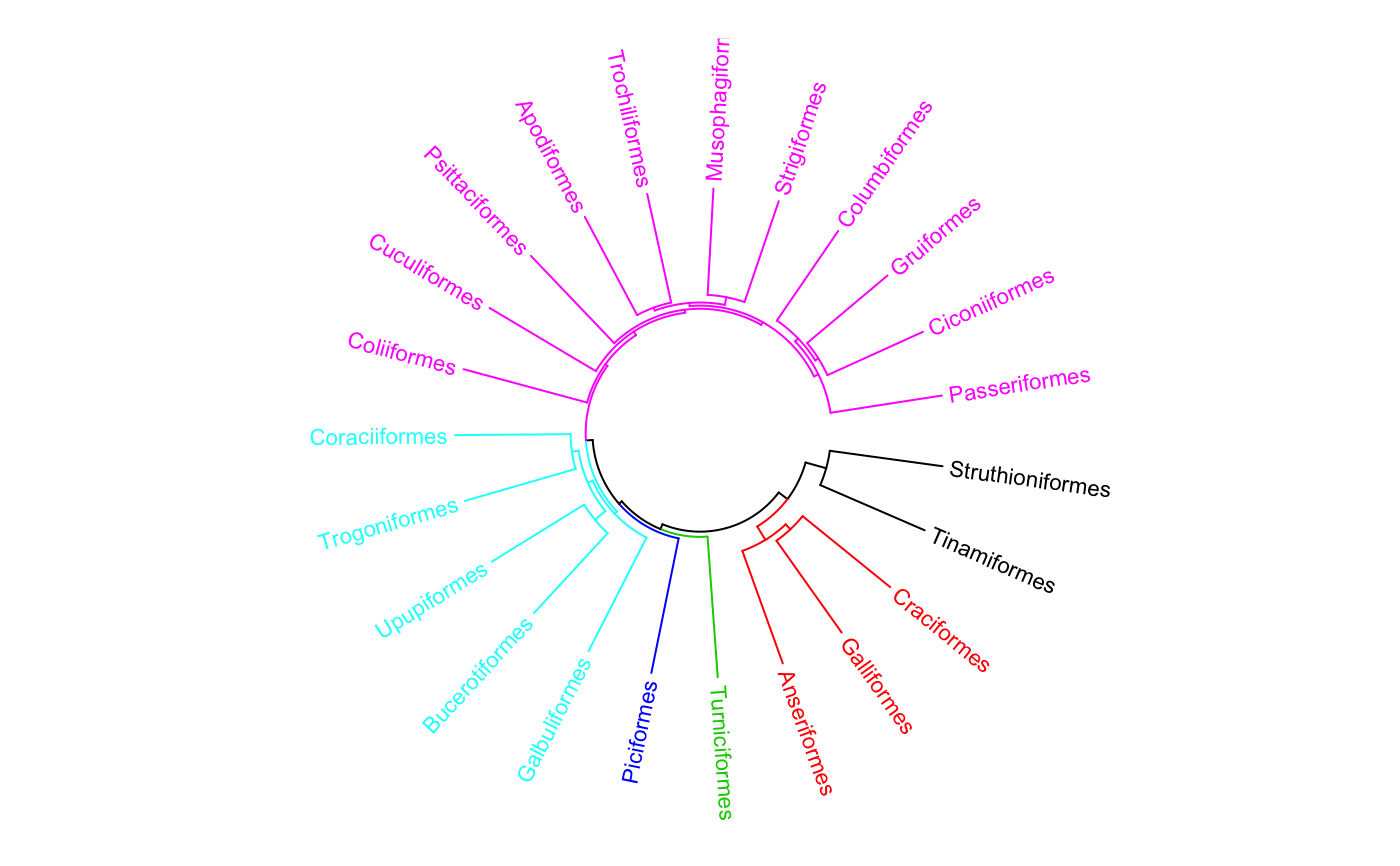 Trochiliformes
Musophagiforr
Strigiformes
Apodiformes
Columbiformes
Psittaciformes
Gruiformes
Cuculiformes
Ciconiiformes
Coliiformes
Passeriformes
Coraciiformes
Struthioniformes
Trogoniformes
Tinamiformes
Upupiformes
Craciformes
Bucerotiformes
Galliformes
Galbuliformes
Anseriformes
Piciformes
Turniciformes